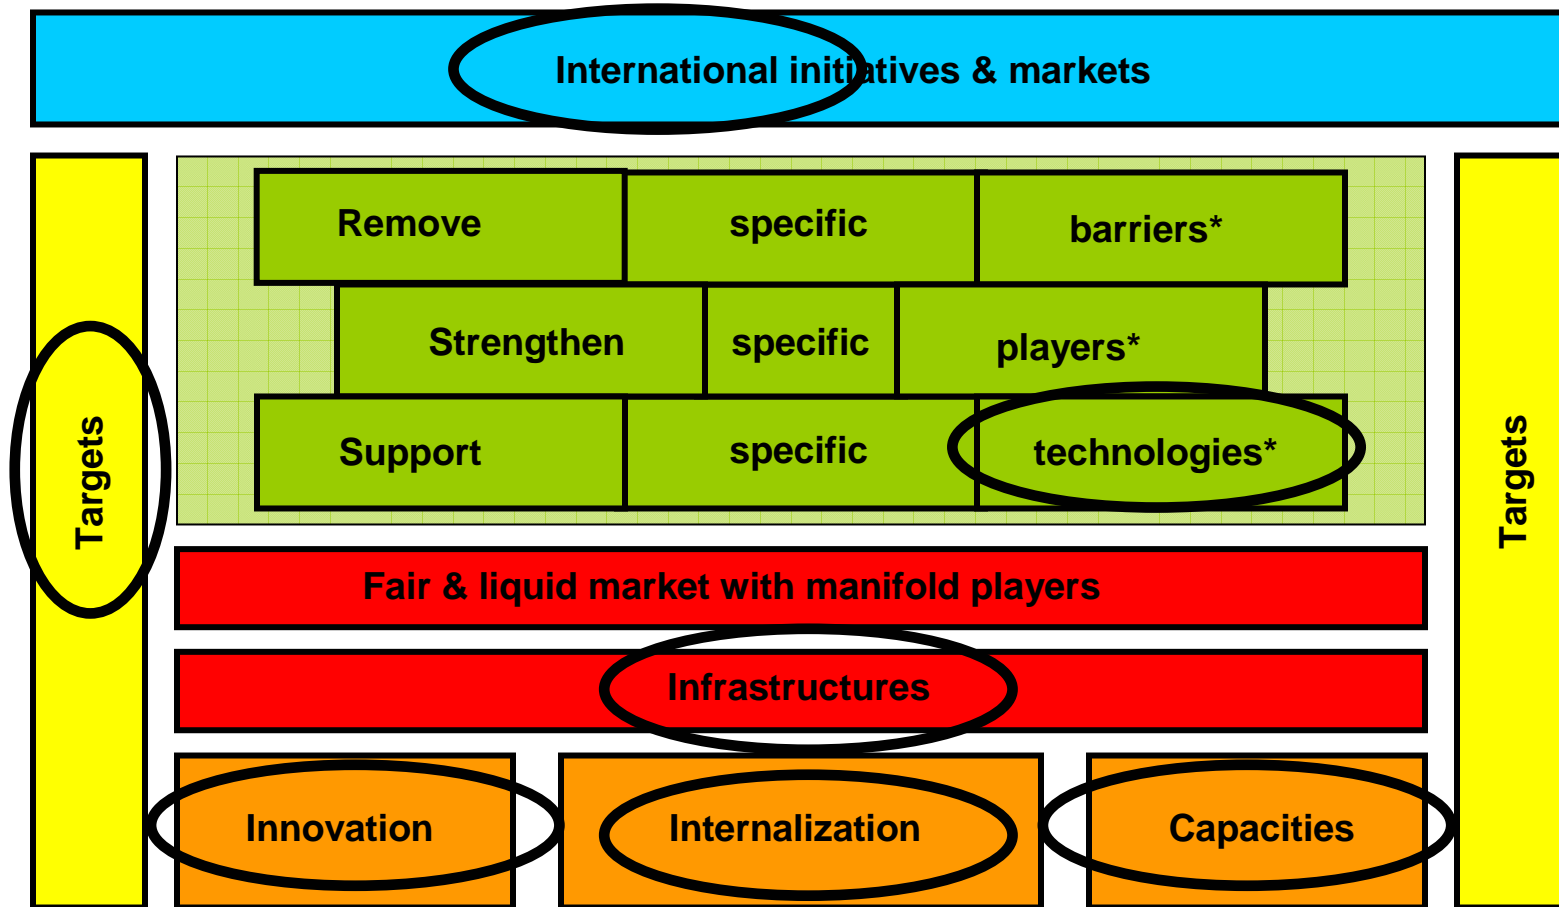 International initiatives & markets
Remove specific barriers*
Strengthen specific players*
Support specific technologies*
Targets
Targets
Fair & liquid market with manifold players
Infrastructures
Innovation Internalization Capacities